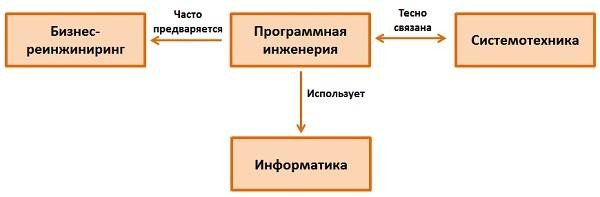 Бизнес-
реинжиниринг
Часто
предваряется
Программная
инженерия
Тесно
связана
Системотехника
Использует
Информатика